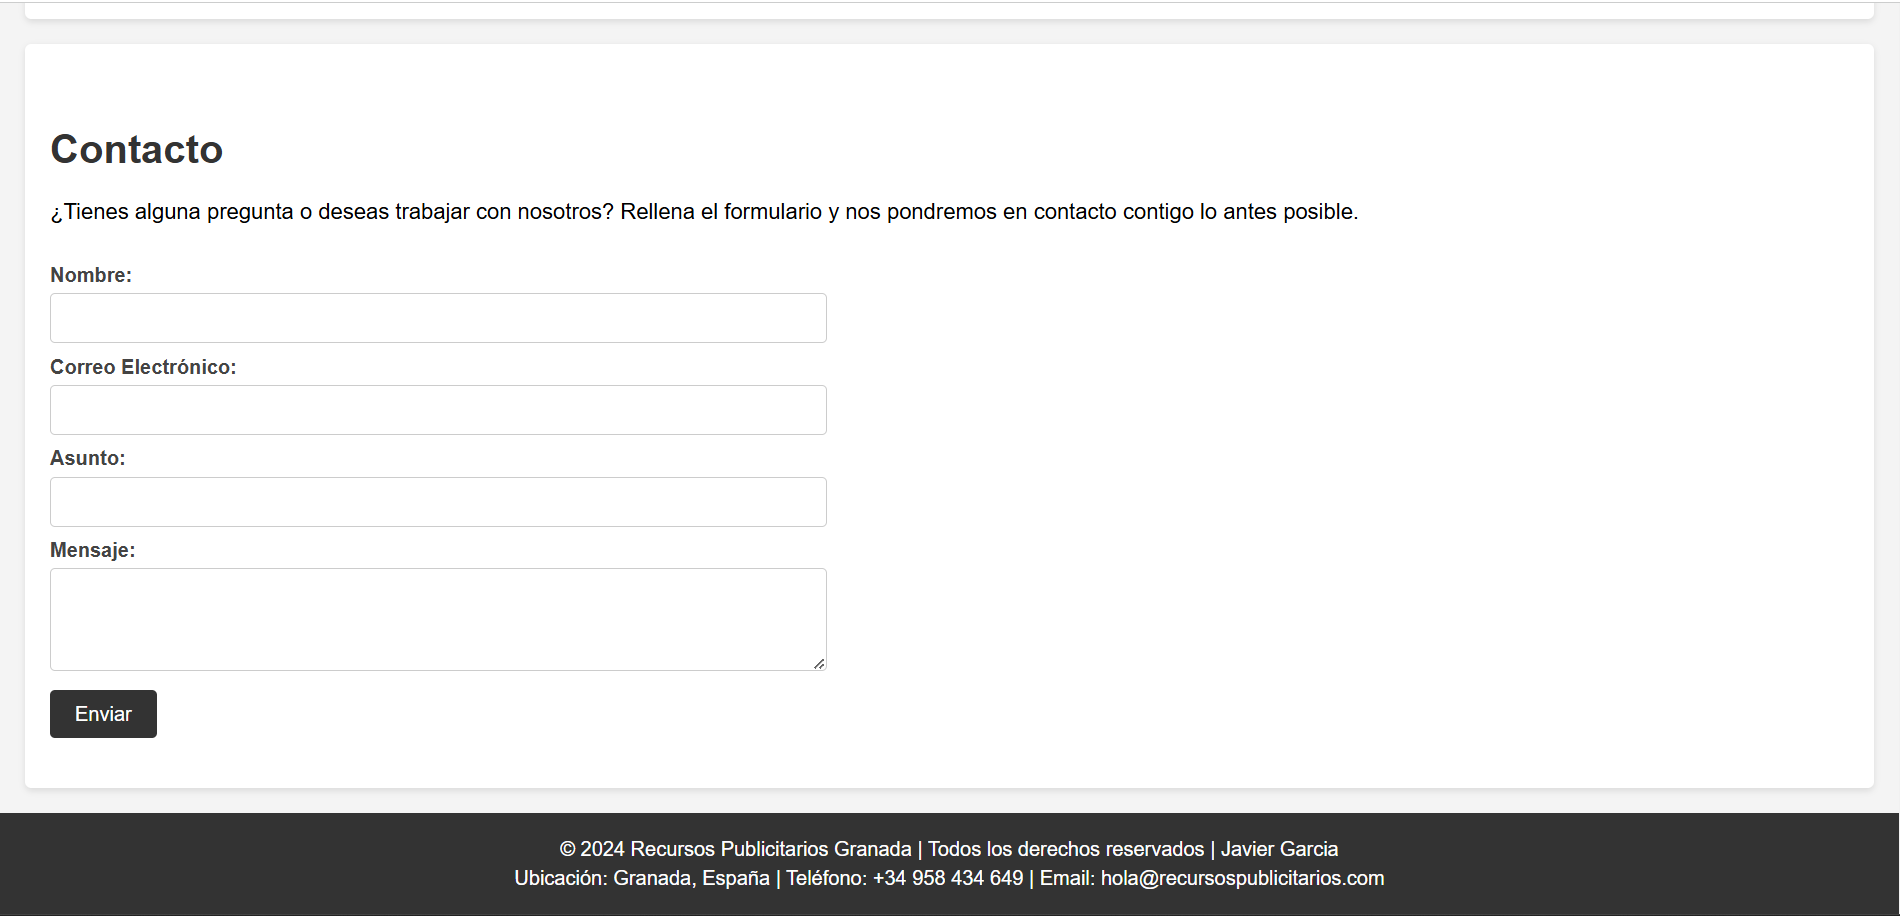 Contacto
¿Tienes alguna pregunta o deseas trabajar con nosotros? Rellena el formulario y nos pondremos en contacto contigo lo antes posible.
Nombre:
Correo Electrónico:
Asunto:
Mensaje:
Enviar
© 2024 Recursos Publicitarios Granada | Todos los derechos reservados | Javier Garcia
Ubicación: Granada, España | Teléfono: +34 958 434 649 | Email: hola@recursospublicitarios.com